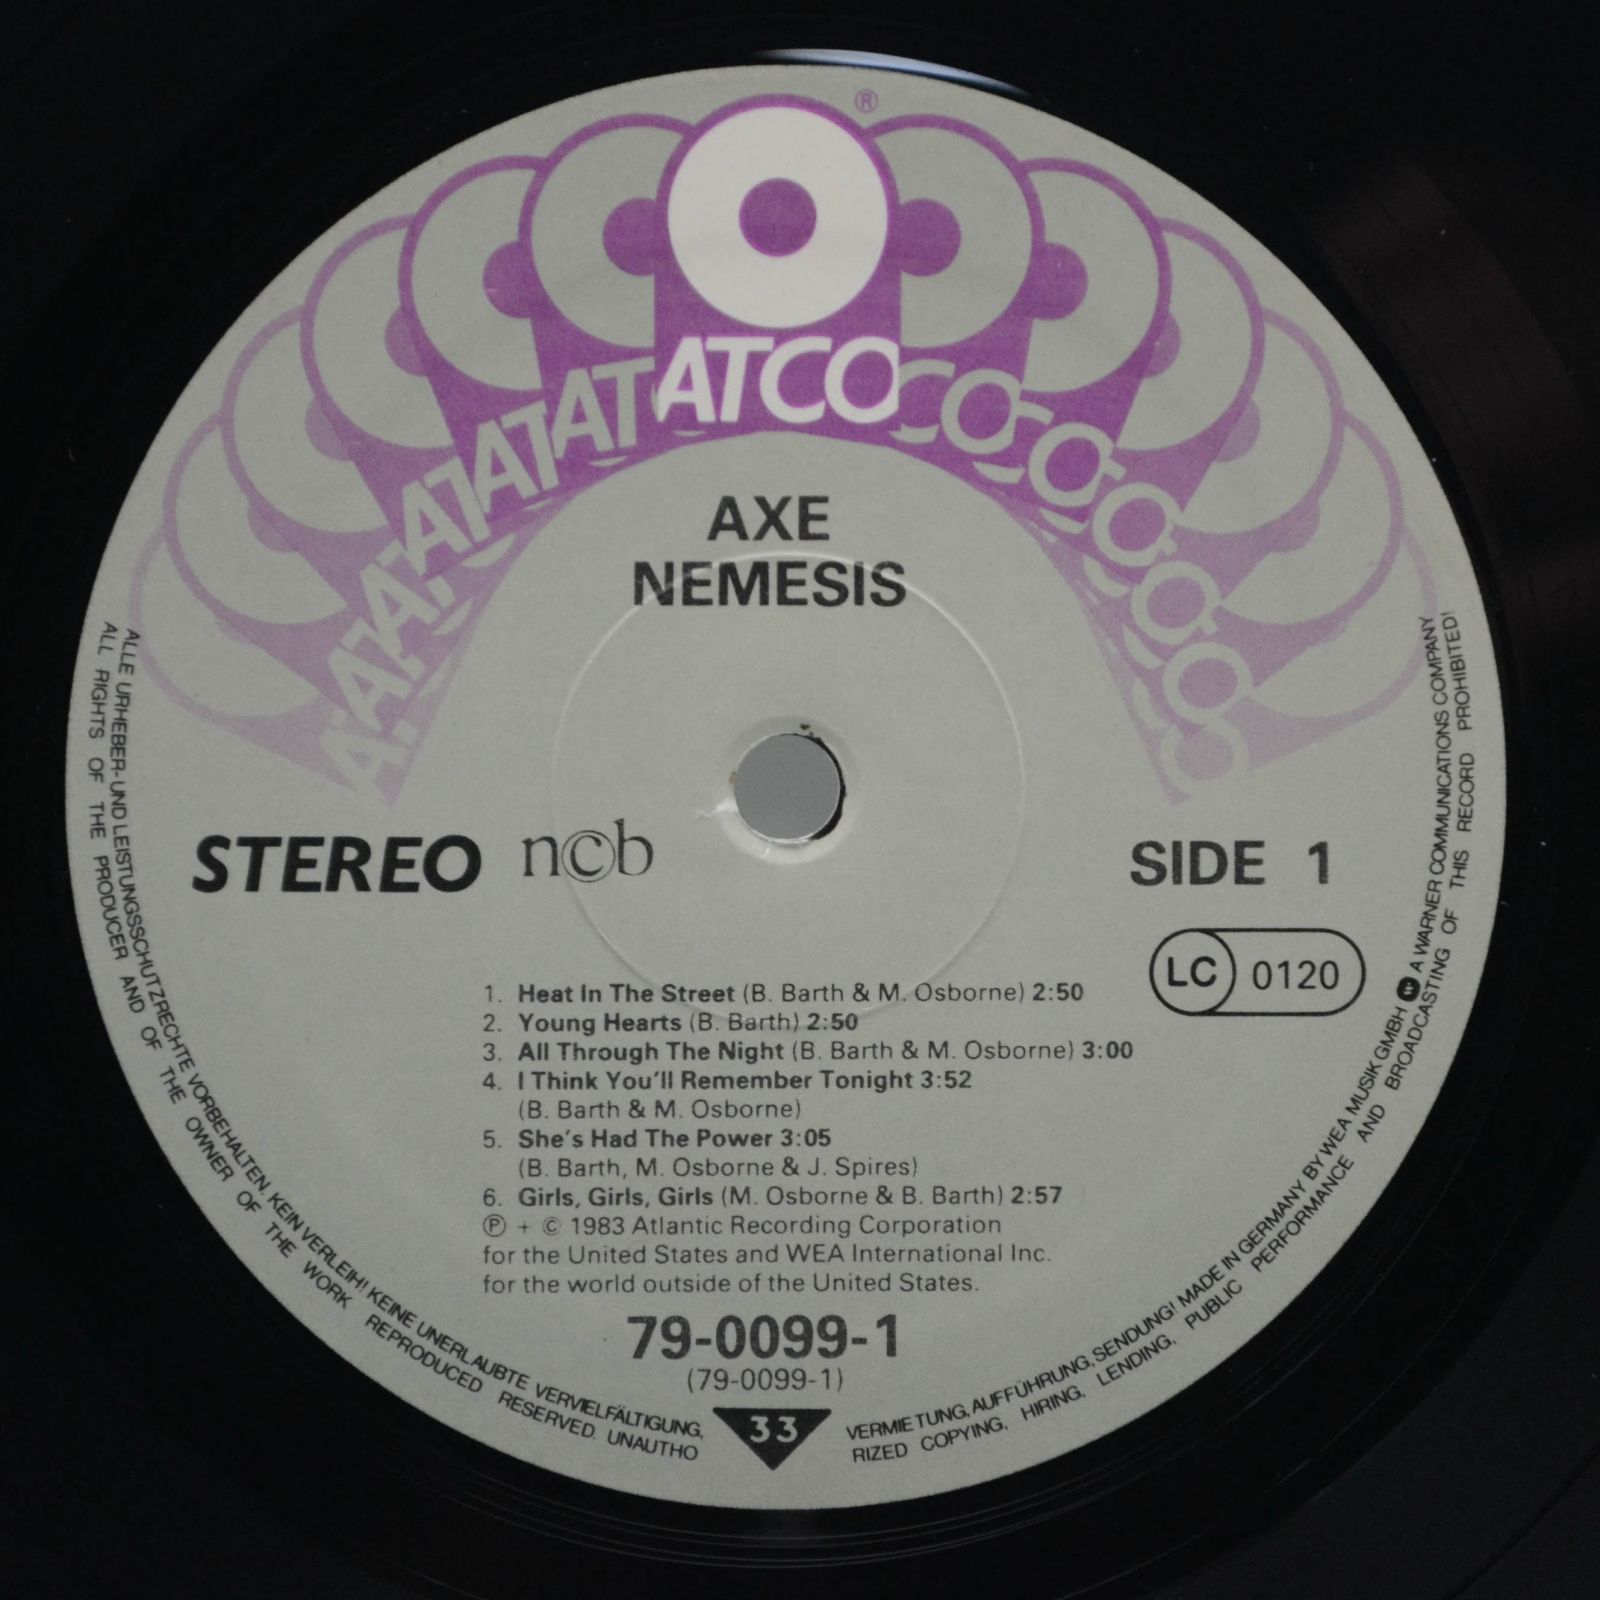 ®
ATCO
AXE
NEMESIS
STEREO n©b SIDE 1
LC 0120
1. Heat In The Street (B. Barth & M. Osborne) 2:50
2. Young Hearts (B. Barth) 2:50
3. All Through The Night (B. Barth & M. Osborne) 3:00
4. I Think You'll Remember Tonight 3:52
(B. Barth & M. Osborne)
5. She's Had The Power 3:05
(B. Barth, M. Osborne & J. Spires)
6. Girls, Girls, Girls (M. Osborne & B. Barth) 2:57
℗ + © 1983 Atlantic Recording Corporation
for the United States and WEA International Inc.
for the world outside of the United States.
79-0099-1
(79-0099-1)
33
ALLE URHEBER- UND LEISTUNGSSCHUTZRECHTE VORBEHALTEN. KEIN VERLEIH! KEINE UNERLAUBTE VERVIELFÄLTIGUNG, VERMIETUNG, AUFFÜHRUNG, SENDUNG! MADE IN GERMANY BY WEA MUSIK GMBH A WARNER COMMUNICATIONS COMPANY
ALL RIGHTS OF THE PRODUCER AND OF THE OWNER OF THE WORK REPRODUCED RESERVED. UNAUTHORIZED COPYING, HIRING, LENDING, PUBLIC PERFORMANCE AND BROADCASTING OF THIS RECORD PROHIBITED!